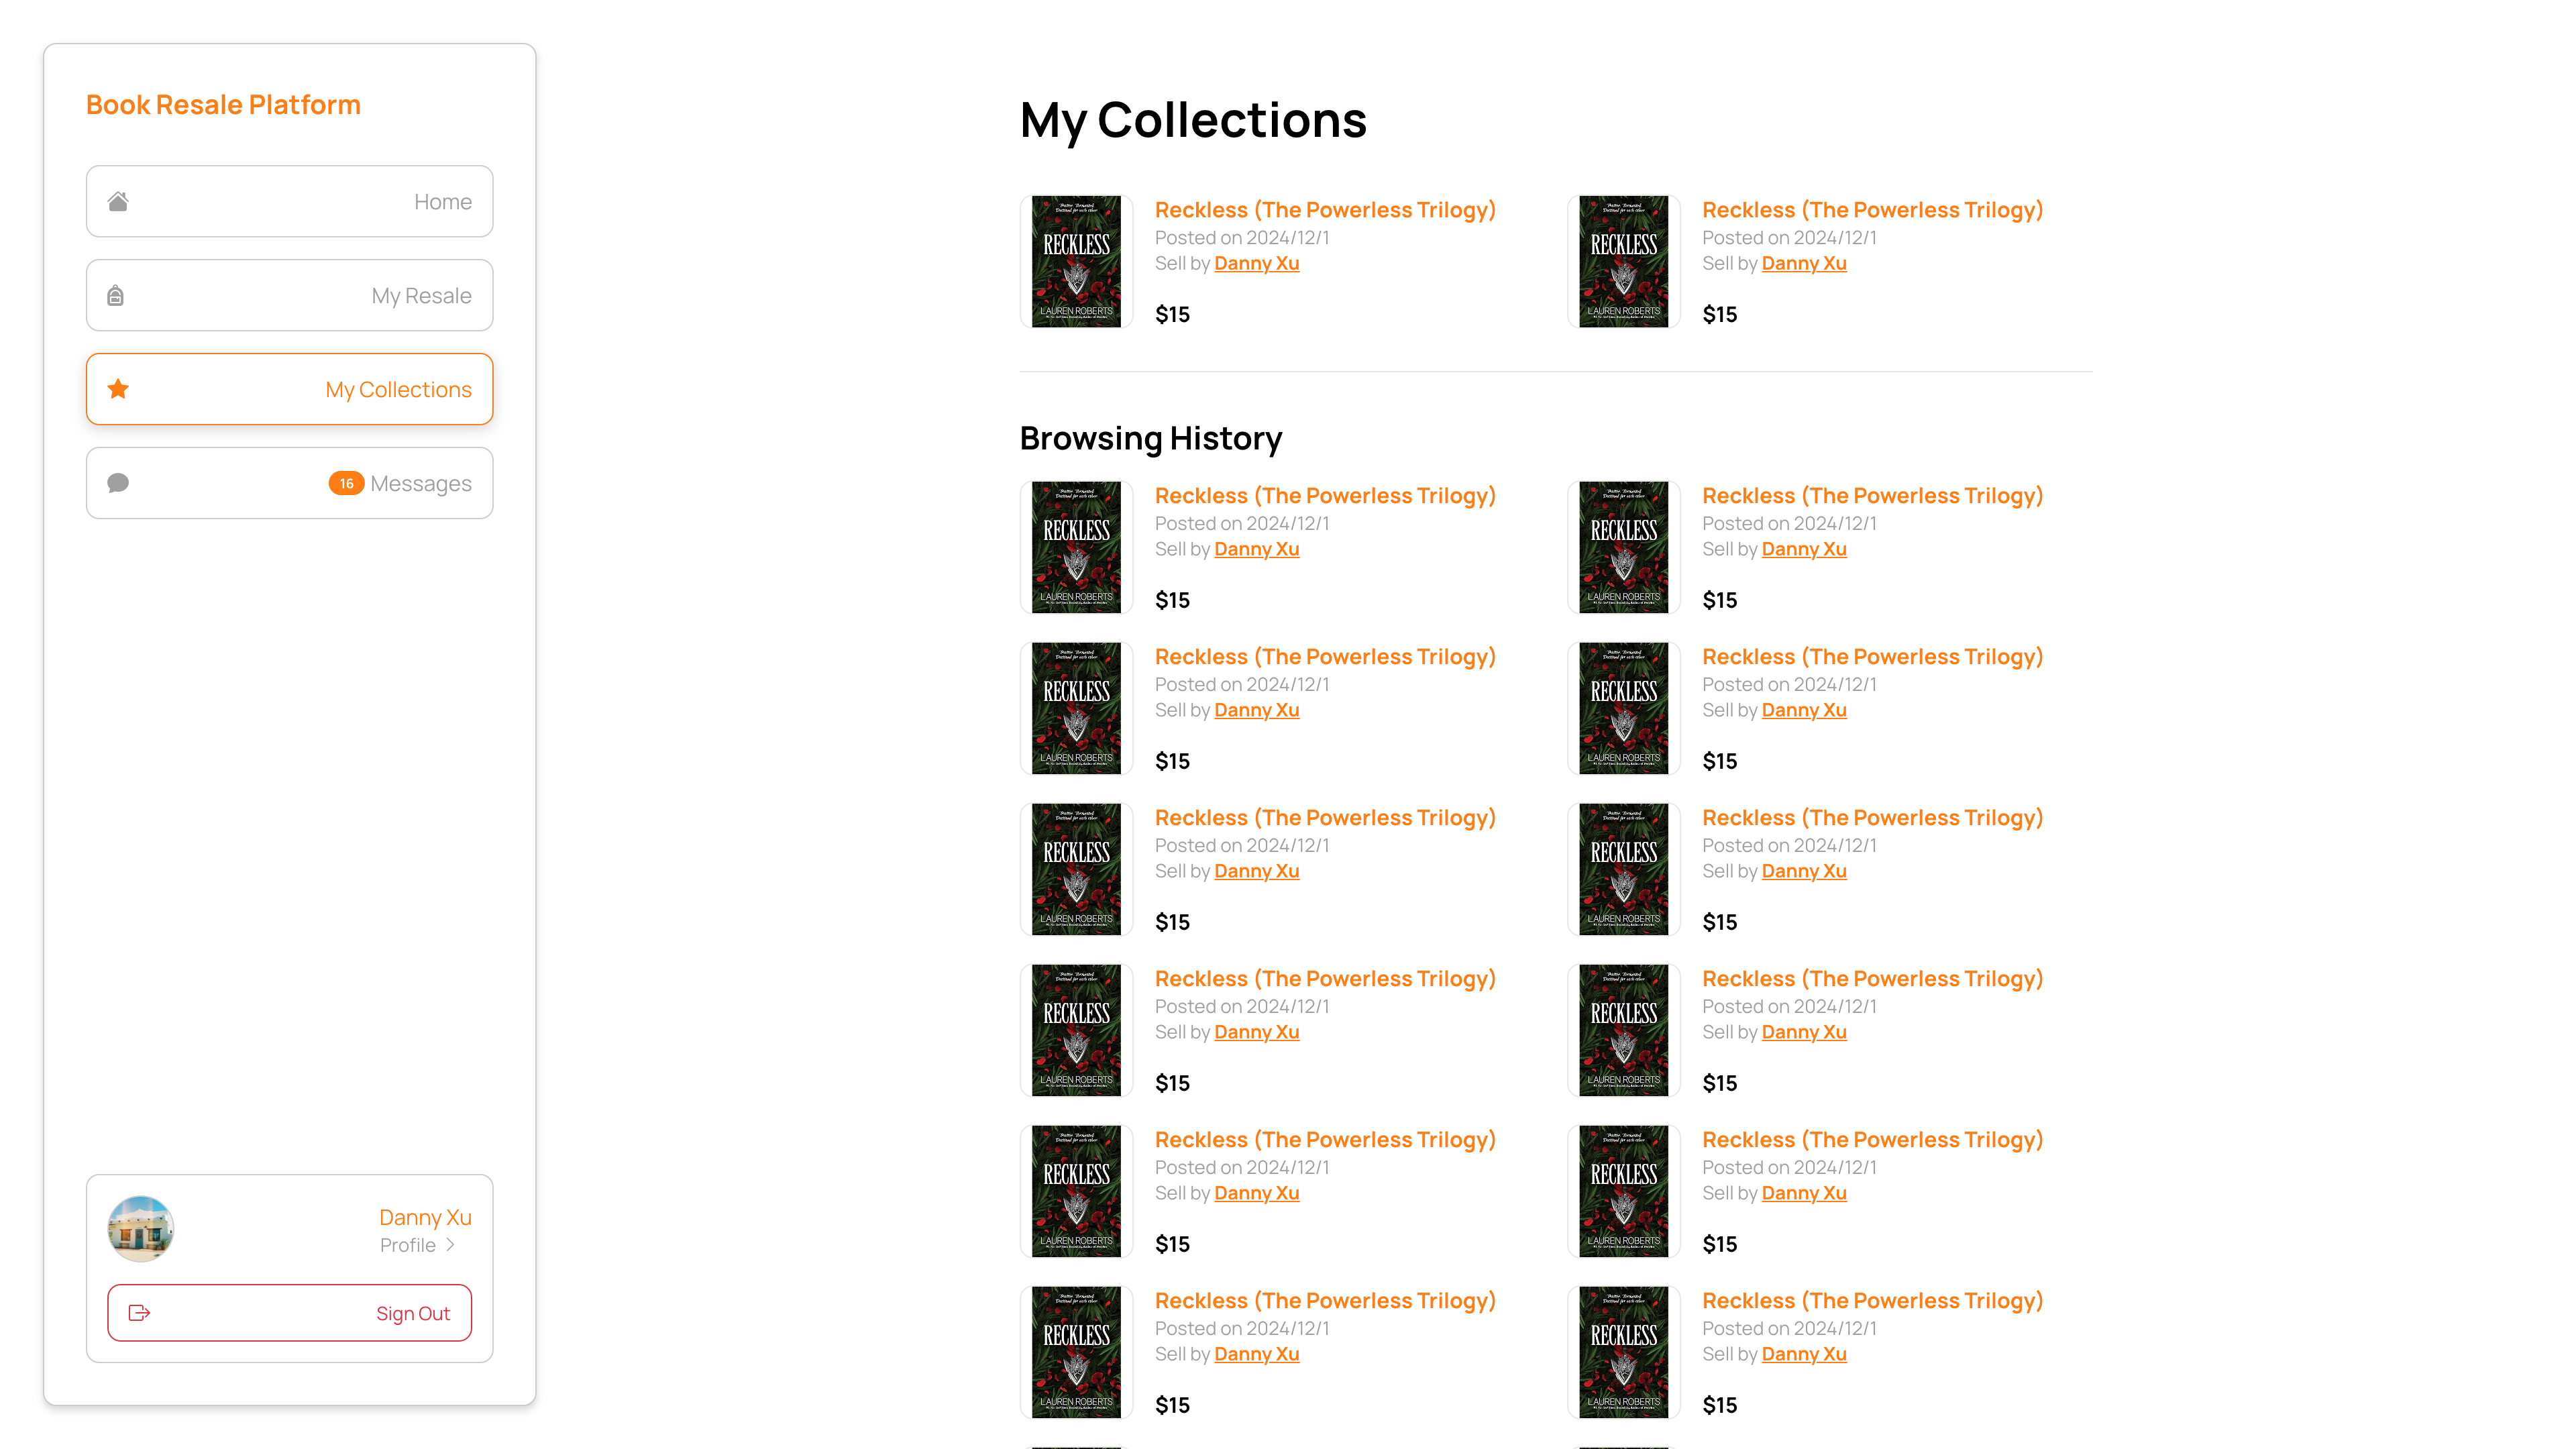 Book Resale Platform
Home
My Resale
My Collections
16 Messages
Danny Xu
Profile
Sign Out
My Collections
RECKLESS
LAUREN ROBERTS
Reckless (The Powerless Trilogy)
Posted on 2024/12/1
Sell by Danny Xu
$15
RECKLESS
LAUREN ROBERTS
Reckless (The Powerless Trilogy)
Posted on 2024/12/1
Sell by Danny Xu
$15
Browsing History
RECKLESS
LAUREN ROBERTS
Reckless (The Powerless Trilogy)
Posted on 2024/12/1
Sell by Danny Xu
$15
RECKLESS
LAUREN ROBERTS
Reckless (The Powerless Trilogy)
Posted on 2024/12/1
Sell by Danny Xu
$15
RECKLESS
LAUREN ROBERTS
Reckless (The Powerless Trilogy)
Posted on 2024/12/1
Sell by Danny Xu
$15
RECKLESS
LAUREN ROBERTS
Reckless (The Powerless Trilogy)
Posted on 2024/12/1
Sell by Danny Xu
$15
RECKLESS
LAUREN ROBERTS
Reckless (The Powerless Trilogy)
Posted on 2024/12/1
Sell by Danny Xu
$15
RECKLESS
LAUREN ROBERTS
Reckless (The Powerless Trilogy)
Posted on 2024/12/1
Sell by Danny Xu
$15
RECKLESS
LAUREN ROBERTS
Reckless (The Powerless Trilogy)
Posted on 2024/12/1
Sell by Danny Xu
$15
RECKLESS
LAUREN ROBERTS
Reckless (The Powerless Trilogy)
Posted on 2024/12/1
Sell by Danny Xu
$15
RECKLESS
LAUREN ROBERTS
Reckless (The Powerless Trilogy)
Posted on 2024/12/1
Sell by Danny Xu
$15
RECKLESS
LAUREN ROBERTS
Reckless (The Powerless Trilogy)
Posted on 2024/12/1
Sell by Danny Xu
$15
RECKLESS
LAUREN ROBERTS
Reckless (The Powerless Trilogy)
Posted on 2024/12/1
Sell by Danny Xu
$15
RECKLESS
LAUREN ROBERTS
Reckless (The Powerless Trilogy)
Posted on 2024/12/1
Sell by Danny Xu
$15